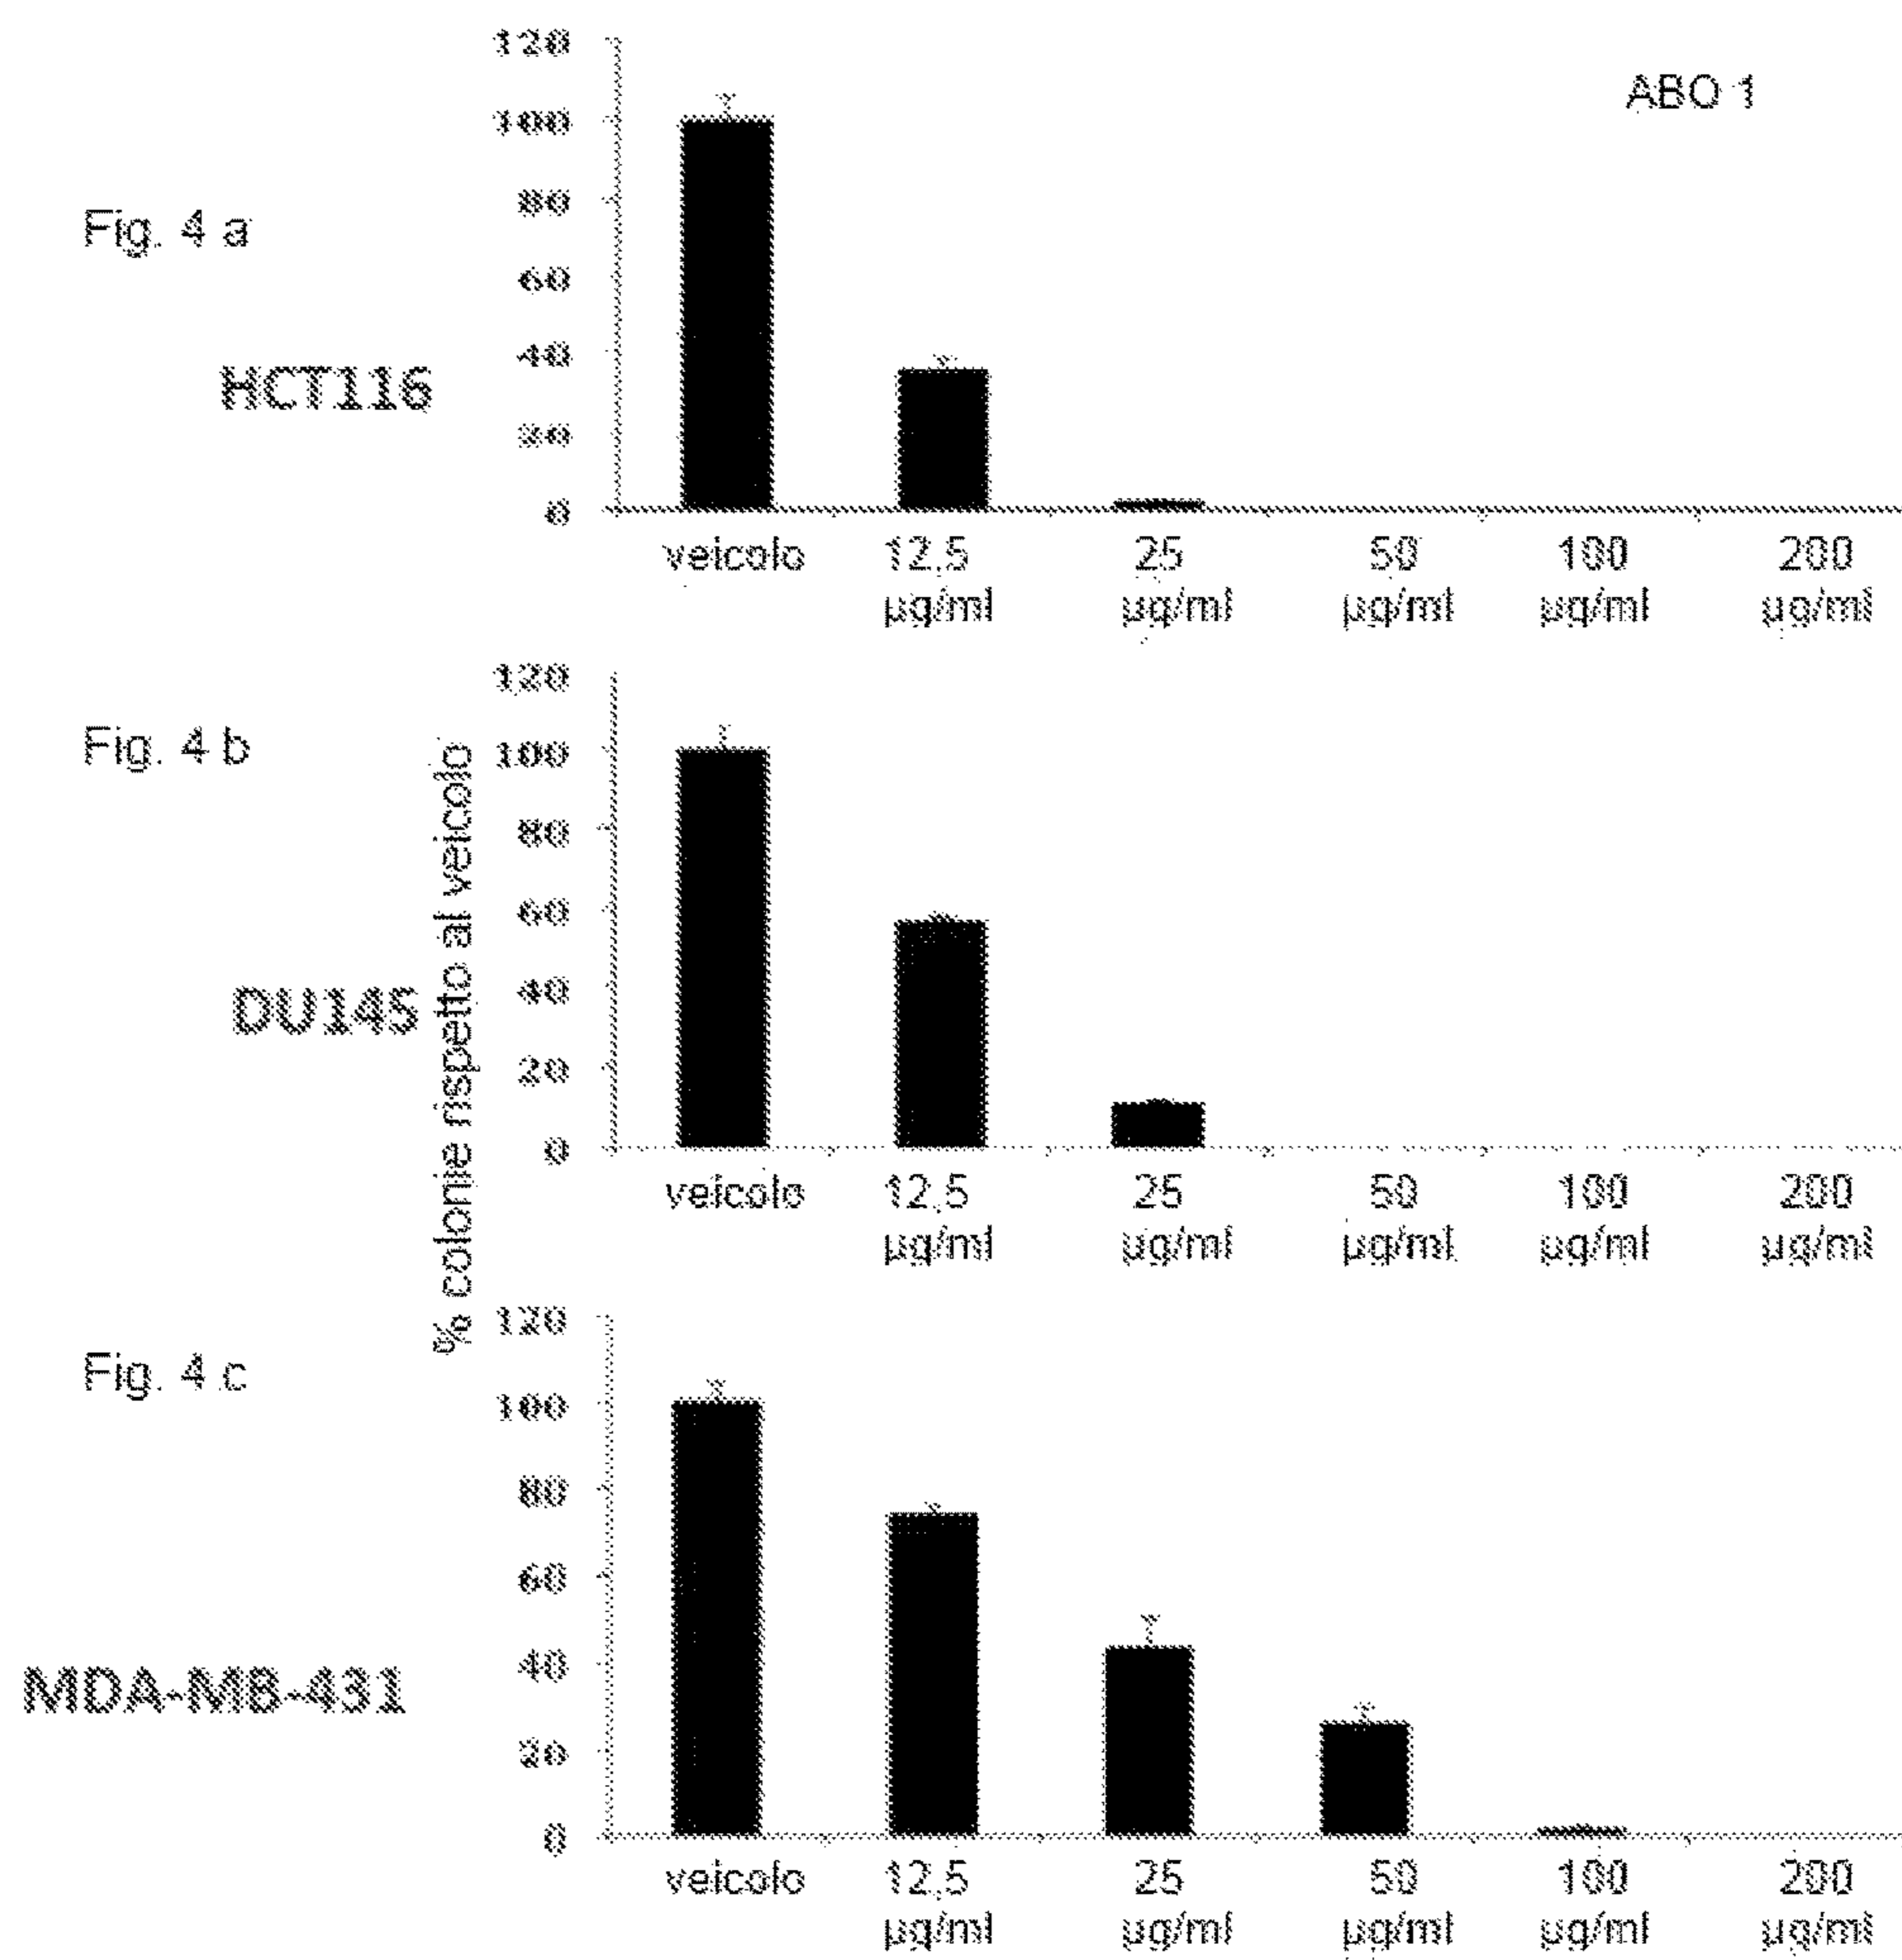 ABO 1
Fig. 4 a
HCT116
120
100
80
60
40
20
0
veicolo 12.5 25 50 100 200
µg/ml µg/ml µg/ml µg/ml µg/ml
% colonie rispetto al veicolo
Fig. 4 b
DU145
120
100
80
60
40
20
0
veicolo 12.5 25 50 100 200
µg/ml µg/ml µg/ml µg/ml µg/ml
Fig. 4 c
MDA-MB-431
120
100
80
60
40
20
0
veicolo 12.5 25 50 100 200
µg/ml µg/ml µg/ml µg/ml µg/ml